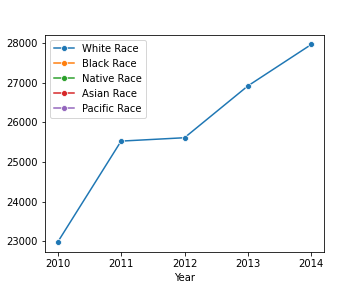 28000
27000
26000
25000
24000
23000
White Race
Black Race
Native Race
Asian Race
Pacific Race
2010 2011 2012 2013 2014
Year